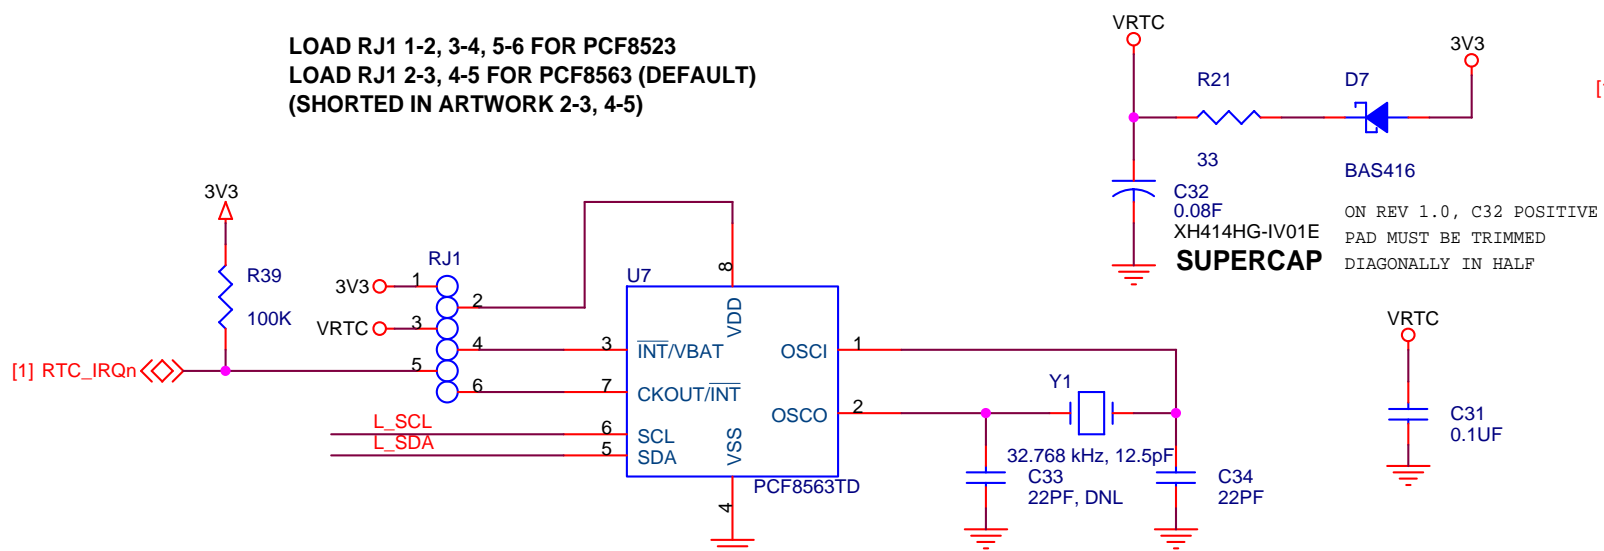 LOAD RJ1 1-2, 3-4, 5-6 FOR PCF8523
LOAD RJ1 2-3, 4-5 FOR PCF8563 (DEFAULT)
(SHORTED IN ARTWORK 2-3, 4-5)
VRTC
3V3
R21
D7
33
BAS416
C32
0.08F
XH414HG-IV01E
SUPERCAP
ON REV 1.0, C32 POSITIVE
PAD MUST BE TRIMMED
DIAGONALLY IN HALF
3V3
R39
100K
RJ1
3V3
1
2
VRTC
3
4
[1] RTC_IRQn
5
6
L_SCL
L_SDA
U7
8
VDD
3
INT/VBAT
7
CKOUT/INT
6
SCL
5
SDA
VSS
4
OSCI
1
OSCO
2
PCF8563TD
Y1
32.768 kHz, 12.5pF
C33
22PF, DNL
C34
22PF
VRTC
C31
0.1UF